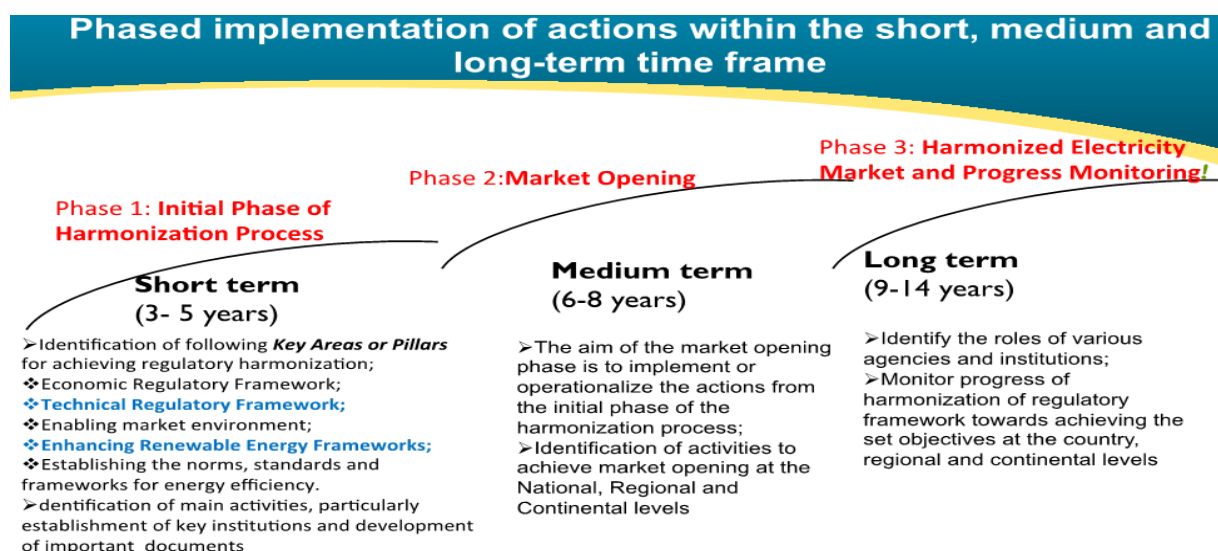 Phased implementation of actions within the short, medium and
long-term time frame
Phase 1: Initial Phase of
Harmonization Process
Short term
(3- 5 years)
➢Identification of following Key Areas or Pillars
for achieving regulatory harmonization;
❖Economic Regulatory Framework;
❖Technical Regulatory Framework;
❖Enabling market environment;
❖Enhancing Renewable Energy Frameworks;
❖Establishing the norms, standards and
frameworks for energy efficiency.
➢dentification of main activities, particularly
establishment of key institutions and development
of important documents
Phase 2:Market Opening
Medium term
(6-8 years)
➢The aim of the market opening
phase is to implement or
operationalize the actions from
the initial phase of the
harmonization process;
➢Identification of activities to
achieve market opening at the
National, Regional and
Continental levels
Phase 3: Harmonized Electricity
Market and Progress Monitoring!
Long term
(9-14 years)
➢Identify the roles of various
agencies and institutions;
➢Monitor progress of
harmonization of regulatory
framework towards achieving the
set objectives at the country,
regional and continental levels